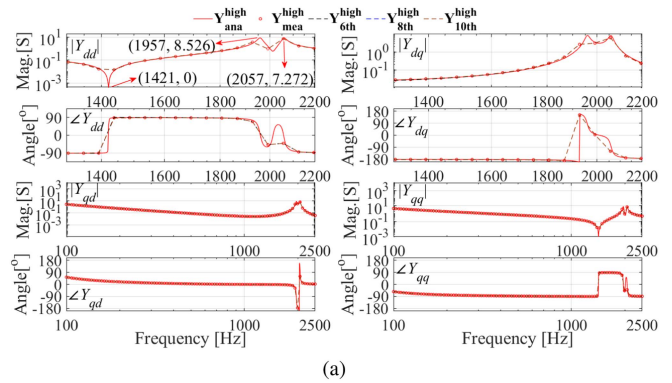 Y^high_ana Y^high_mea Y^high_6th Y^high_8th Y^high_10th
Mag.[S] 10^1 10^-1 10^-3 |Y_dd| (1957, 8.526) (1421, 0) (2057, 7.272)
1400 1600 1800 2000 2200
Mag.[S] 10^0 10^-2 |Y_dq|
1400 1600 1800 2000 2200
Angle[°] 90 0 -90 ∠Y_dd
1400 1600 1800 2000 2200
Angle[°] 180 90 0 -90 -180 ∠Y_dq
1400 1600 1800 2000 2200
Mag.[S] 10^1 10^-1 10^-3 |Y_qd|
100 1000 2500
Mag.[S] 10^1 10^-1 10^-3 |Y_qq|
100 1000 2500
Angle[°] 180 90 0 -90 -180 ∠Y_qd
100 1000 2500
Frequency [Hz]
Angle[°] 180 90 0 -90 -180 ∠Y_qq
100 1000 2500
Frequency [Hz]
(a)